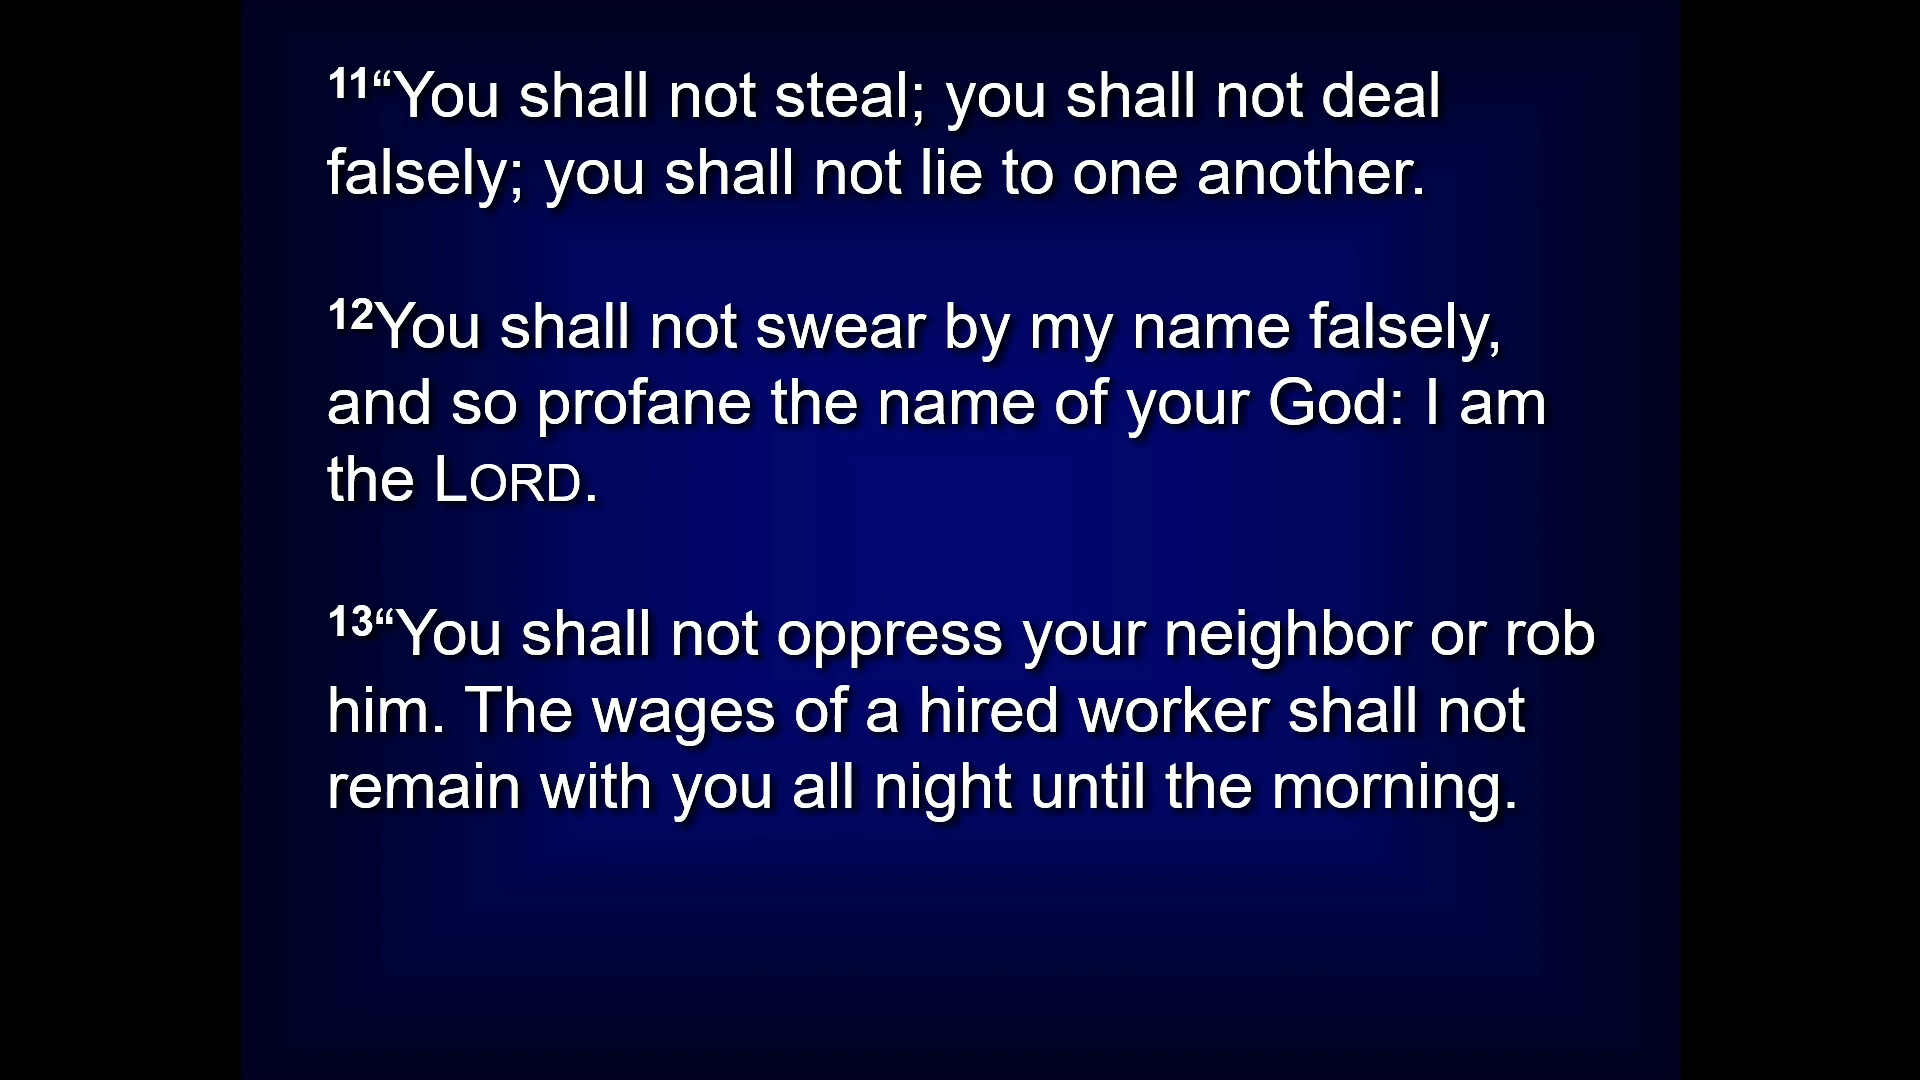 11“You shall not steal; you shall not deal
falsely; you shall not lie to one another.
12You shall not swear by my name falsely,
and so profane the name of your God: I am
the LORD.
13“You shall not oppress your neighbor or rob
him. The wages of a hired worker shall not
remain with you all night until the morning.